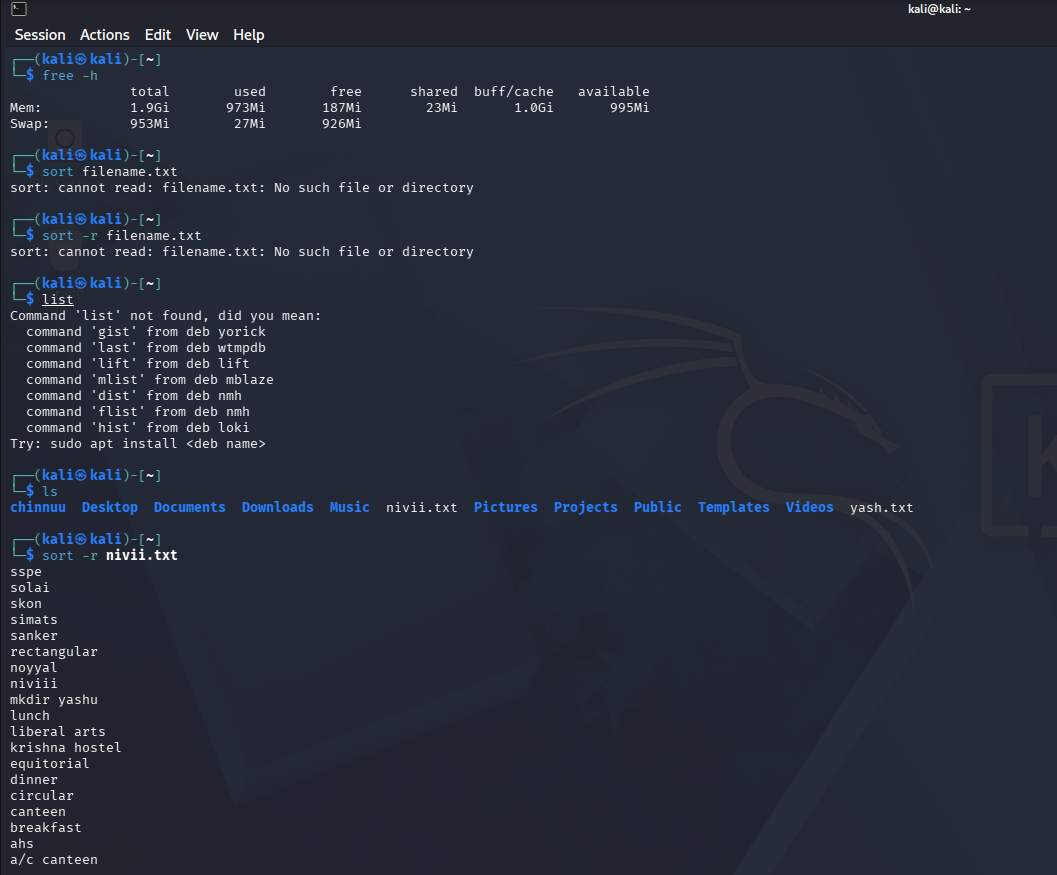 kali@kali: ~
Session Actions Edit View Help
┌──(kali㉿kali)-[~]
└─$ free -h
total used free shared buff/cache available
Mem: 1.9Gi 973Mi 187Mi 23Mi 1.0Gi 995Mi
Swap: 953Mi 27Mi 926Mi
┌──(kali㉿kali)-[~]
└─$ sort filename.txt
sort: cannot read: filename.txt: No such file or directory
┌──(kali㉿kali)-[~]
└─$ sort -r filename.txt
sort: cannot read: filename.txt: No such file or directory
┌──(kali㉿kali)-[~]
└─$ list
Command 'list' not found, did you mean:
command 'gist' from deb yorick
command 'last' from deb wtmpdb
command 'lift' from deb lift
command 'mlist' from deb mblaze
command 'dist' from deb nmh
command 'flist' from deb nmh
command 'hist' from deb loki
Try: sudo apt install <deb name>
┌──(kali㉿kali)-[~]
└─$ ls
chinnuu Desktop Documents Downloads Music nivii.txt Pictures Projects Public Templates Videos yash.txt
┌──(kali㉿kali)-[~]
└─$ sort -r nivii.txt
sspe
solai
skon
simats
sanker
rectangular
noyyal
niviii
mkdir yashu
lunch
liberal arts
krishna hostel
equitorial
dinner
circular
canteen
breakfast
ahs
a/c canteen